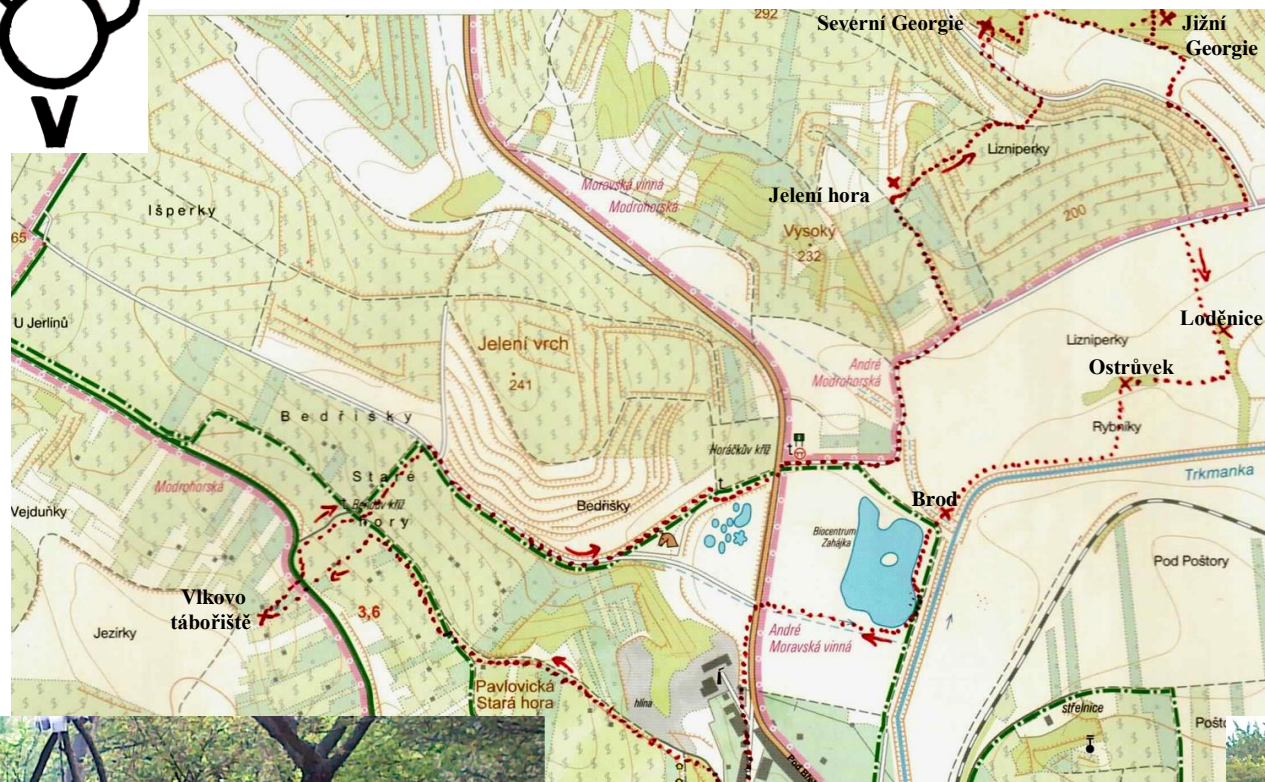 V
292
Severní Georgie
Jižní
Georgie
Lizniperky
Moravská vinná
Modrohorská
Jelení hora
Išperky
Vysoký
232
200
65
U Jerlínů
Jelení vrch
241
Loděnice
Lizniperky
André
Modrohorská
Ostrůvek
Bedřišky
Rybníky
Horáčkův kříž
Trkmanka
Staré
hory
Modrohorská
Vejduňky
Bedřišky
Brod
Biocentrum
Zahájka
Pod Poštory
Vlkovo
tábořiště
3,6
Jezírky
André
Moravská vinná
Pavlovická
Stará hora
hlína
střelnice